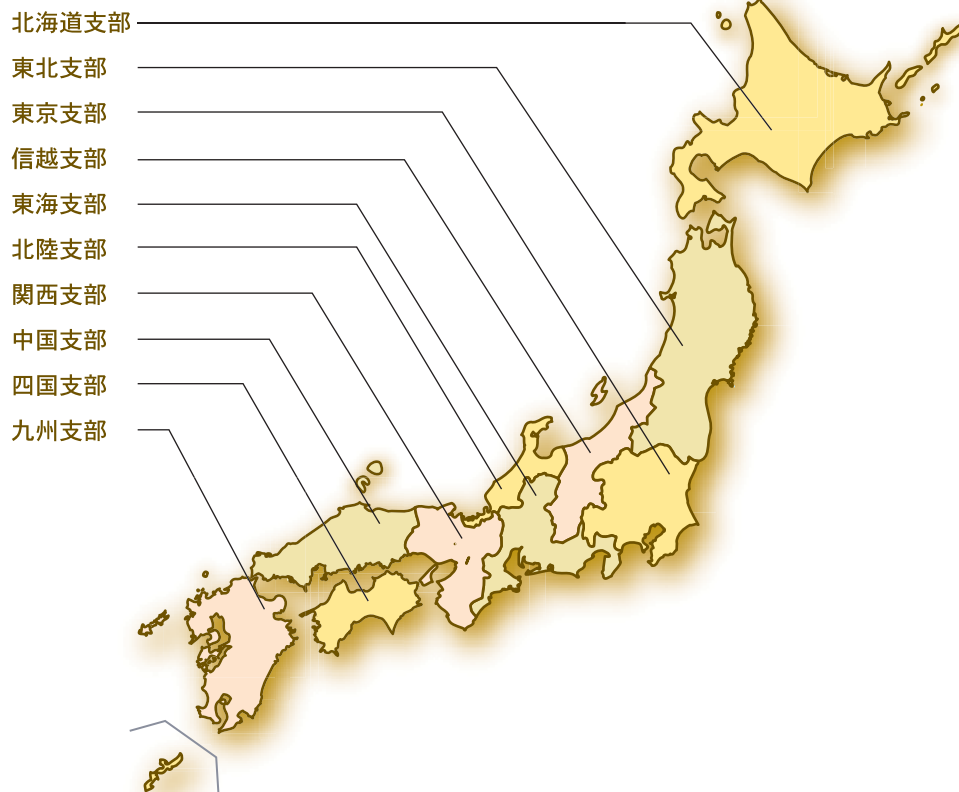 北海道支部
東北支部
東京支部
信越支部
東海支部
北陸支部
関西支部
中国支部
四国支部
九州支部